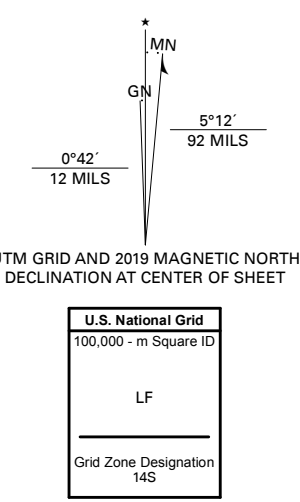 ★
MN
GN
5°12´
92 MILS
0°42´
12 MILS
UTM GRID AND 2019 MAGNETIC NORTH
DECLINATION AT CENTER OF SHEET
U.S. National Grid
100,000 - m Square ID
LF
Grid Zone Designation
14S